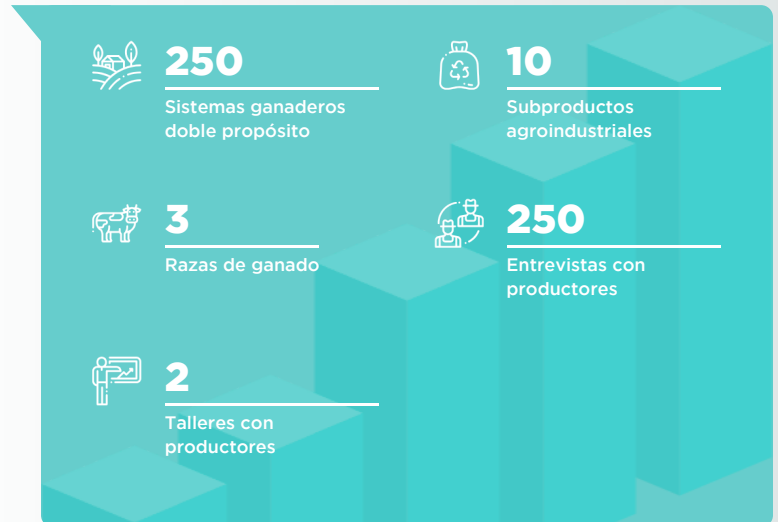 250
Sistemas ganaderos
doble propósito
10
Subproductos
agroindustriales
3
Razas de ganado
250
Entrevistas con
productores
2
Talleres con
productores